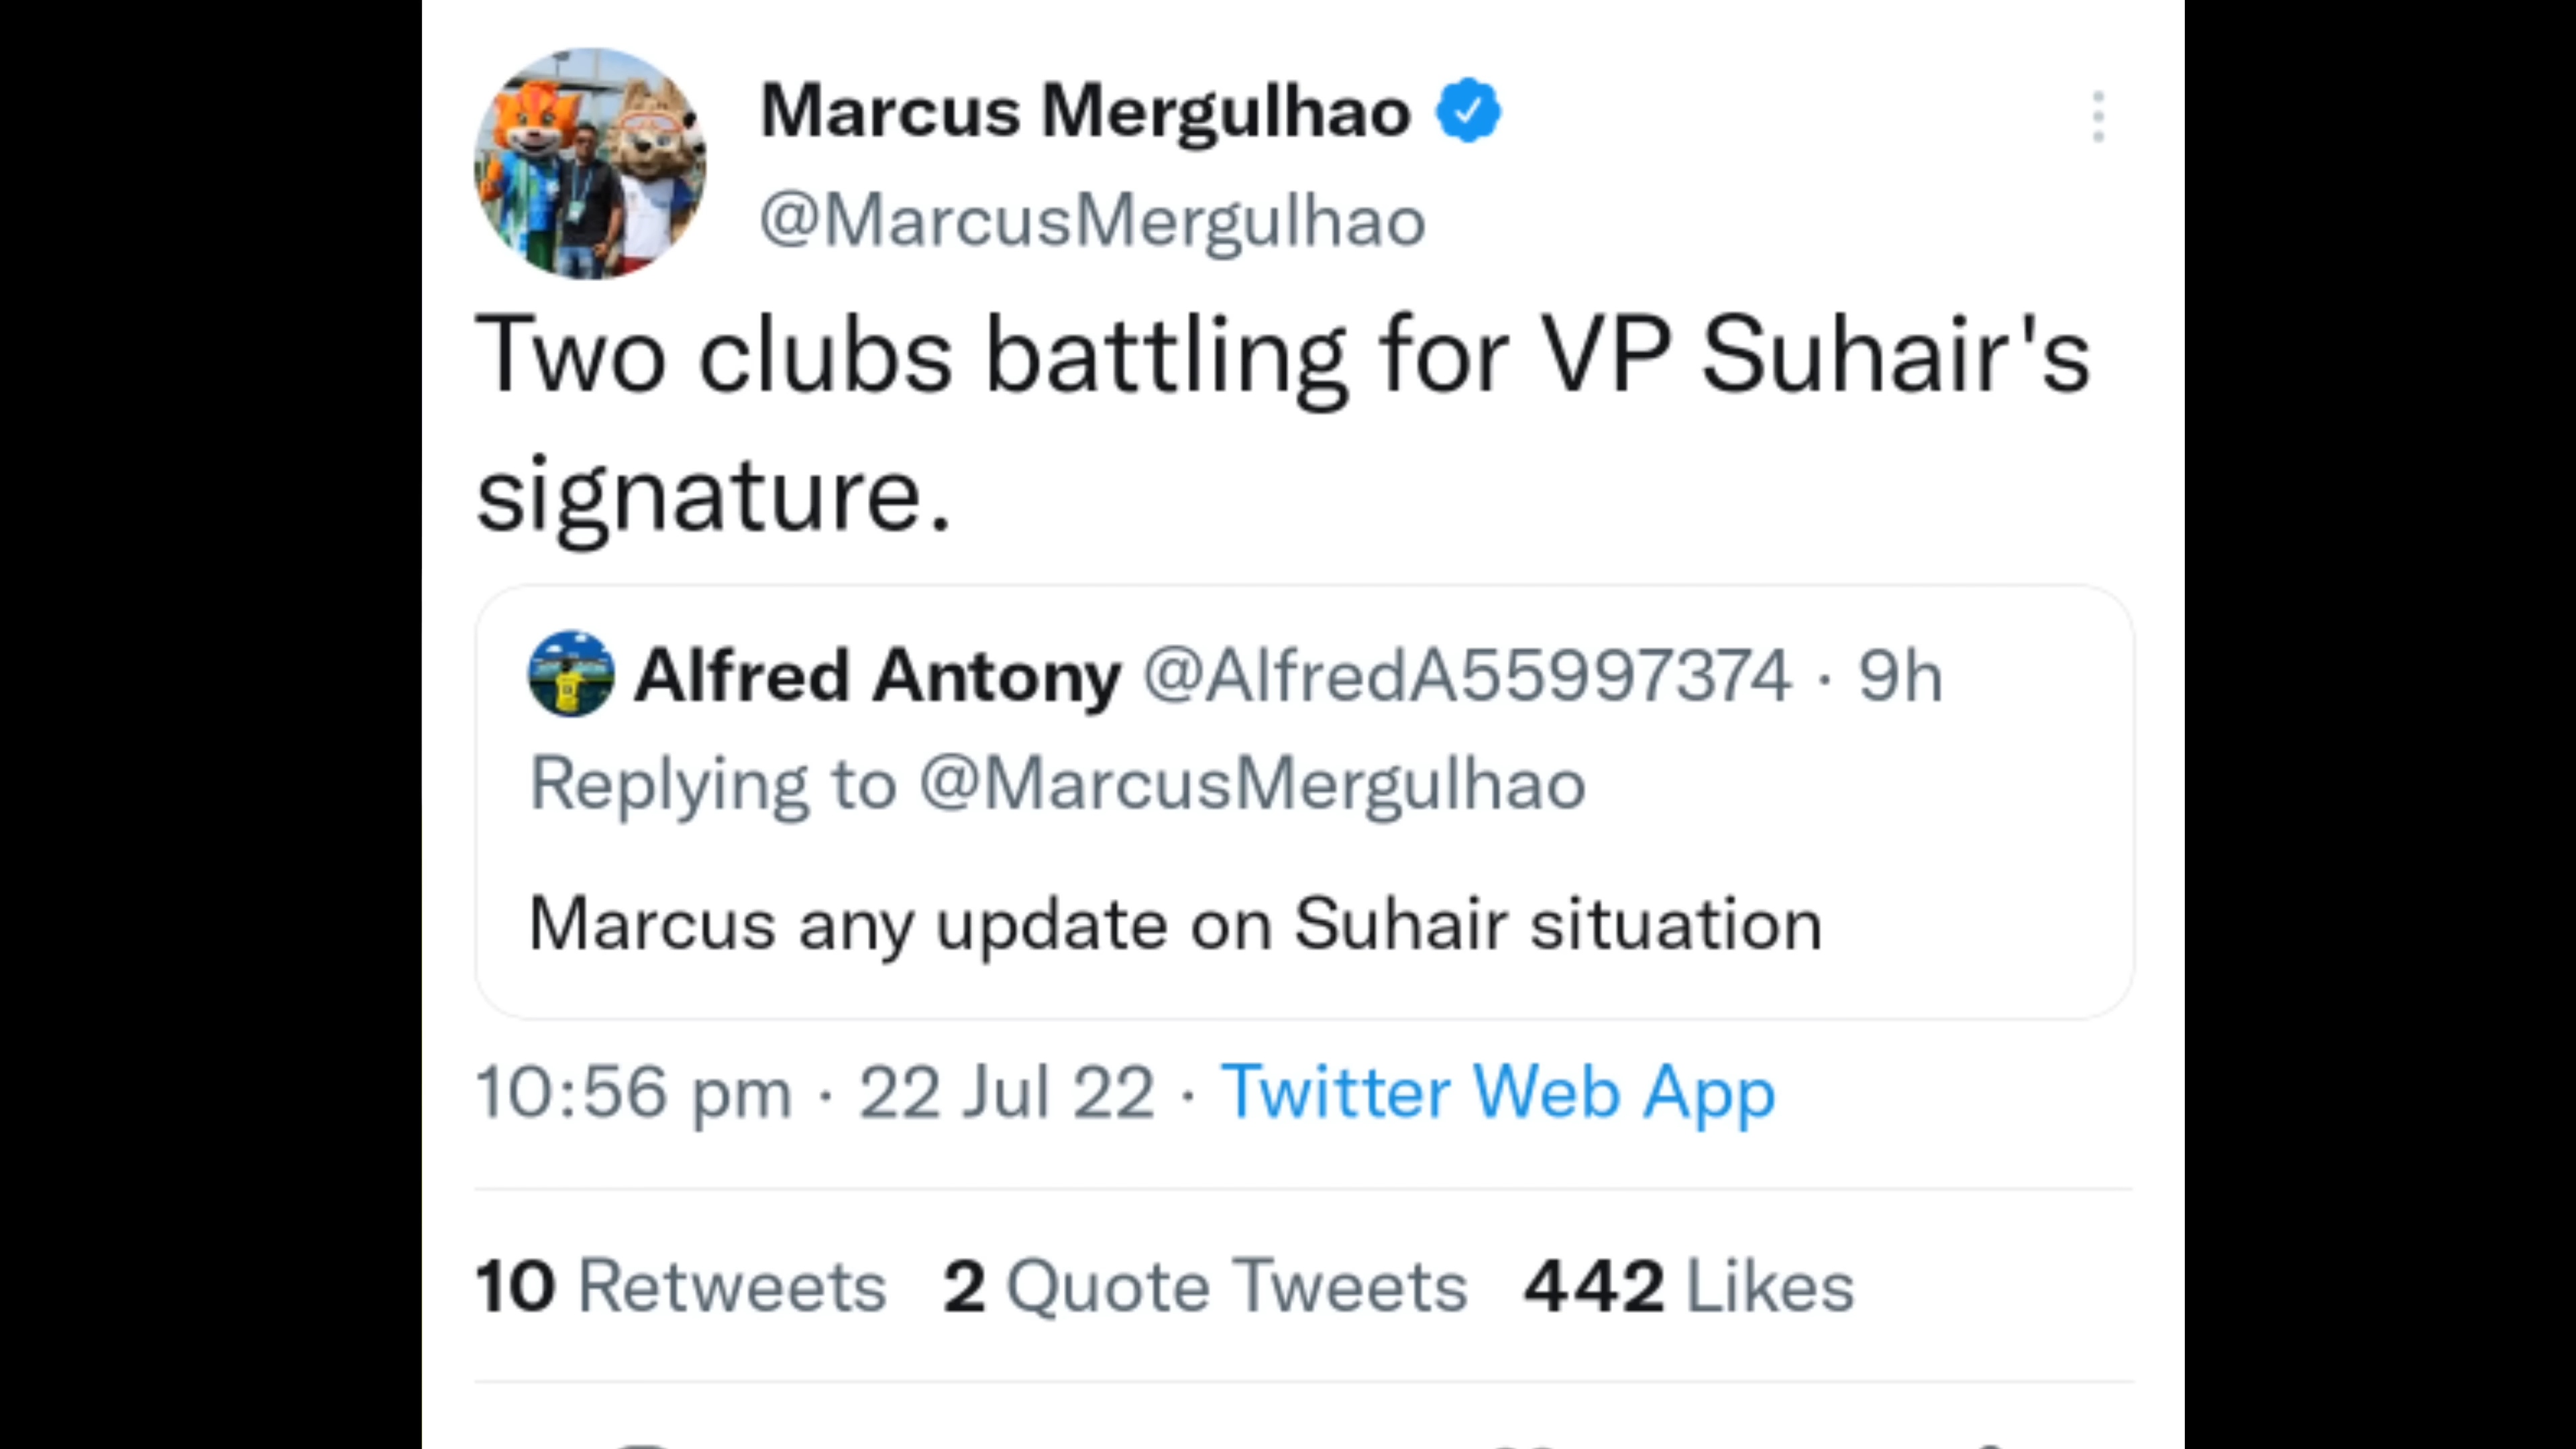 Marcus Mergulhao
@MarcusMergulhao
Two clubs battling for VP Suhair's
signature.
Alfred Antony @AlfredA55997374 · 9h
Replying to @MarcusMergulhao
Marcus any update on Suhair situation
10:56 pm · 22 Jul 22 · Twitter Web App
10 Retweets 2 Quote Tweets 442 Likes